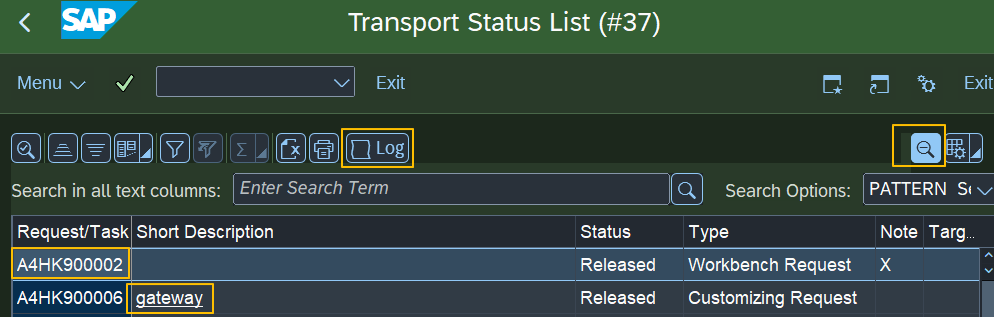 SAP Transport Status List (#37)
Menu Exit Exit
Σ Log
Search in all text columns: Enter Search Term Search Options: PATTERN
Request/Task Short Description Status Type Note Targ...
A4HK900002 Released Workbench Request X
A4HK900006 gateway Released Customizing Request